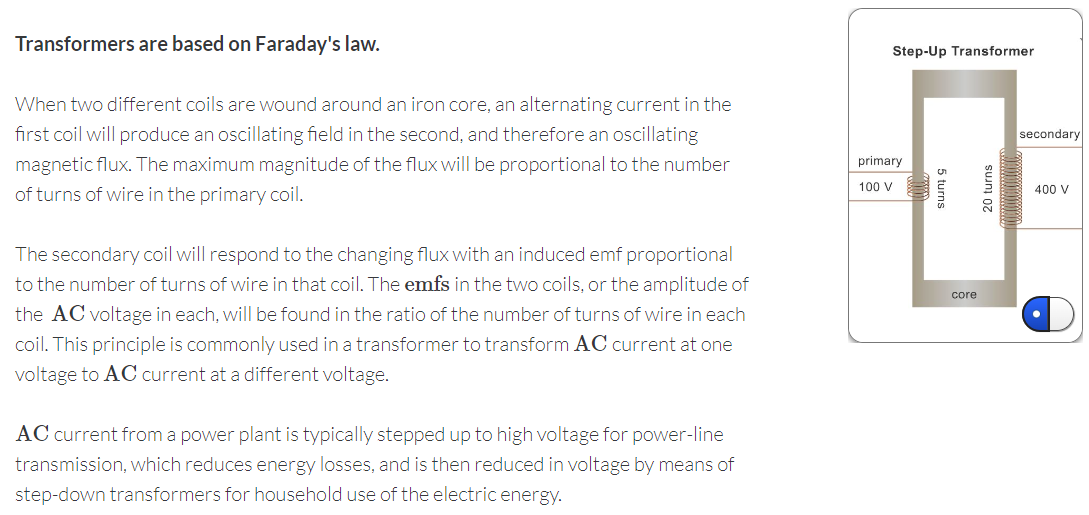 Transformers are based on Faraday's law.
When two different coils are wound around an iron core, an alternating current in the
first coil will produce an oscillating field in the second, and therefore an oscillating
magnetic flux. The maximum magnitude of the flux will be proportional to the number
of turns of wire in the primary coil.
The secondary coil will respond to the changing flux with an induced emf proportional
to the number of turns of wire in that coil. The emfs in the two coils, or the amplitude of
the AC voltage in each, will be found in the ratio of the number of turns of wire in each
coil. This principle is commonly used in a transformer to transform AC current at one
voltage to AC current at a different voltage.
AC current from a power plant is typically stepped up to high voltage for power-line
transmission, which reduces energy losses, and is then reduced in voltage by means of
step-down transformers for household use of the electric energy.
Step-Up Transformer
secondary
primary
100 V
5 turns
20 turns
400 V
core